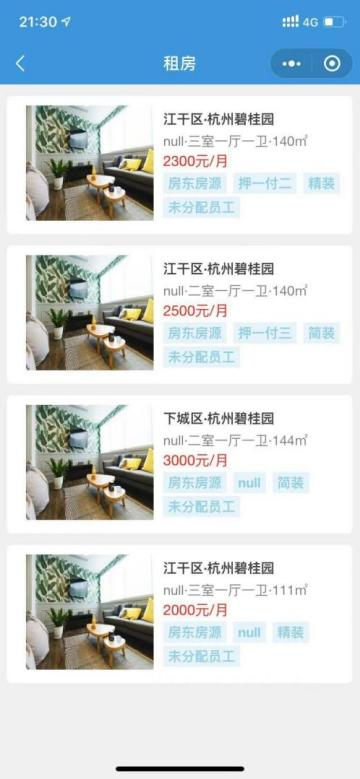 21:30
4G
租房
江干区·杭州碧桂园
null·三室一厅一卫·140㎡
2300元/月
房东房源 押一付二 精装
未分配员工
江干区·杭州碧桂园
null·二室一厅一卫·140㎡
2500元/月
房东房源 押一付三 简装
未分配员工
下城区·杭州碧桂园
null·二室一厅一卫·144㎡
3000元/月
房东房源 null 简装
未分配员工
江干区·杭州碧桂园
null·三室一厅一卫·111㎡
2000元/月
房东房源 null 精装
未分配员工